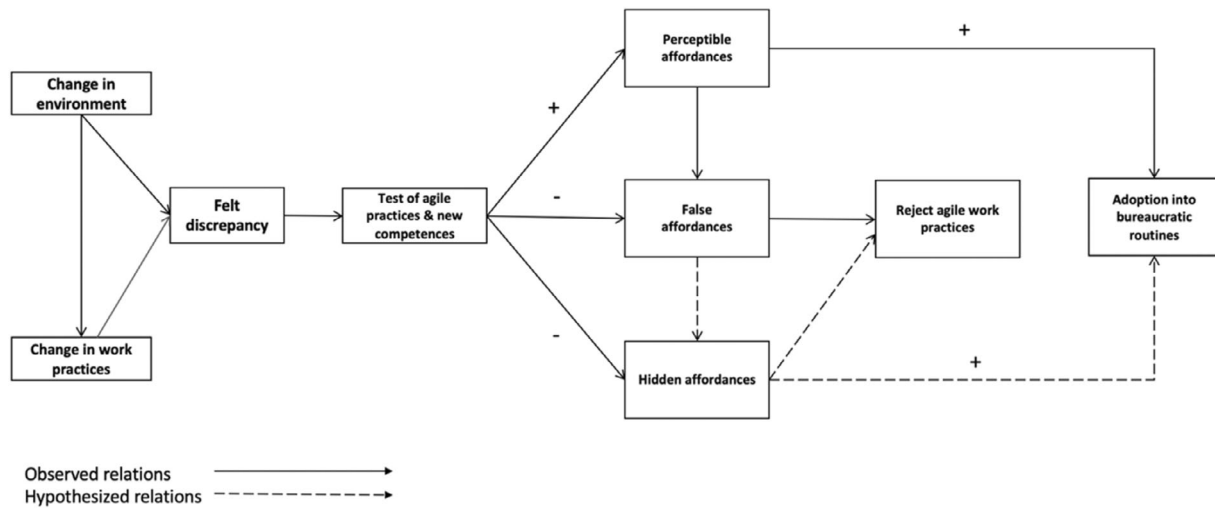 Change in
environment
Change in work
practices
Felt
discrepancy
Test of agile
practices & new
competences
+
-
-
Perceptible
affordances
False
affordances
Hidden affordances
Reject agile work
practices
+
+
Adoption into
bureaucratic
routines
Observed relations
Hypothesized relations